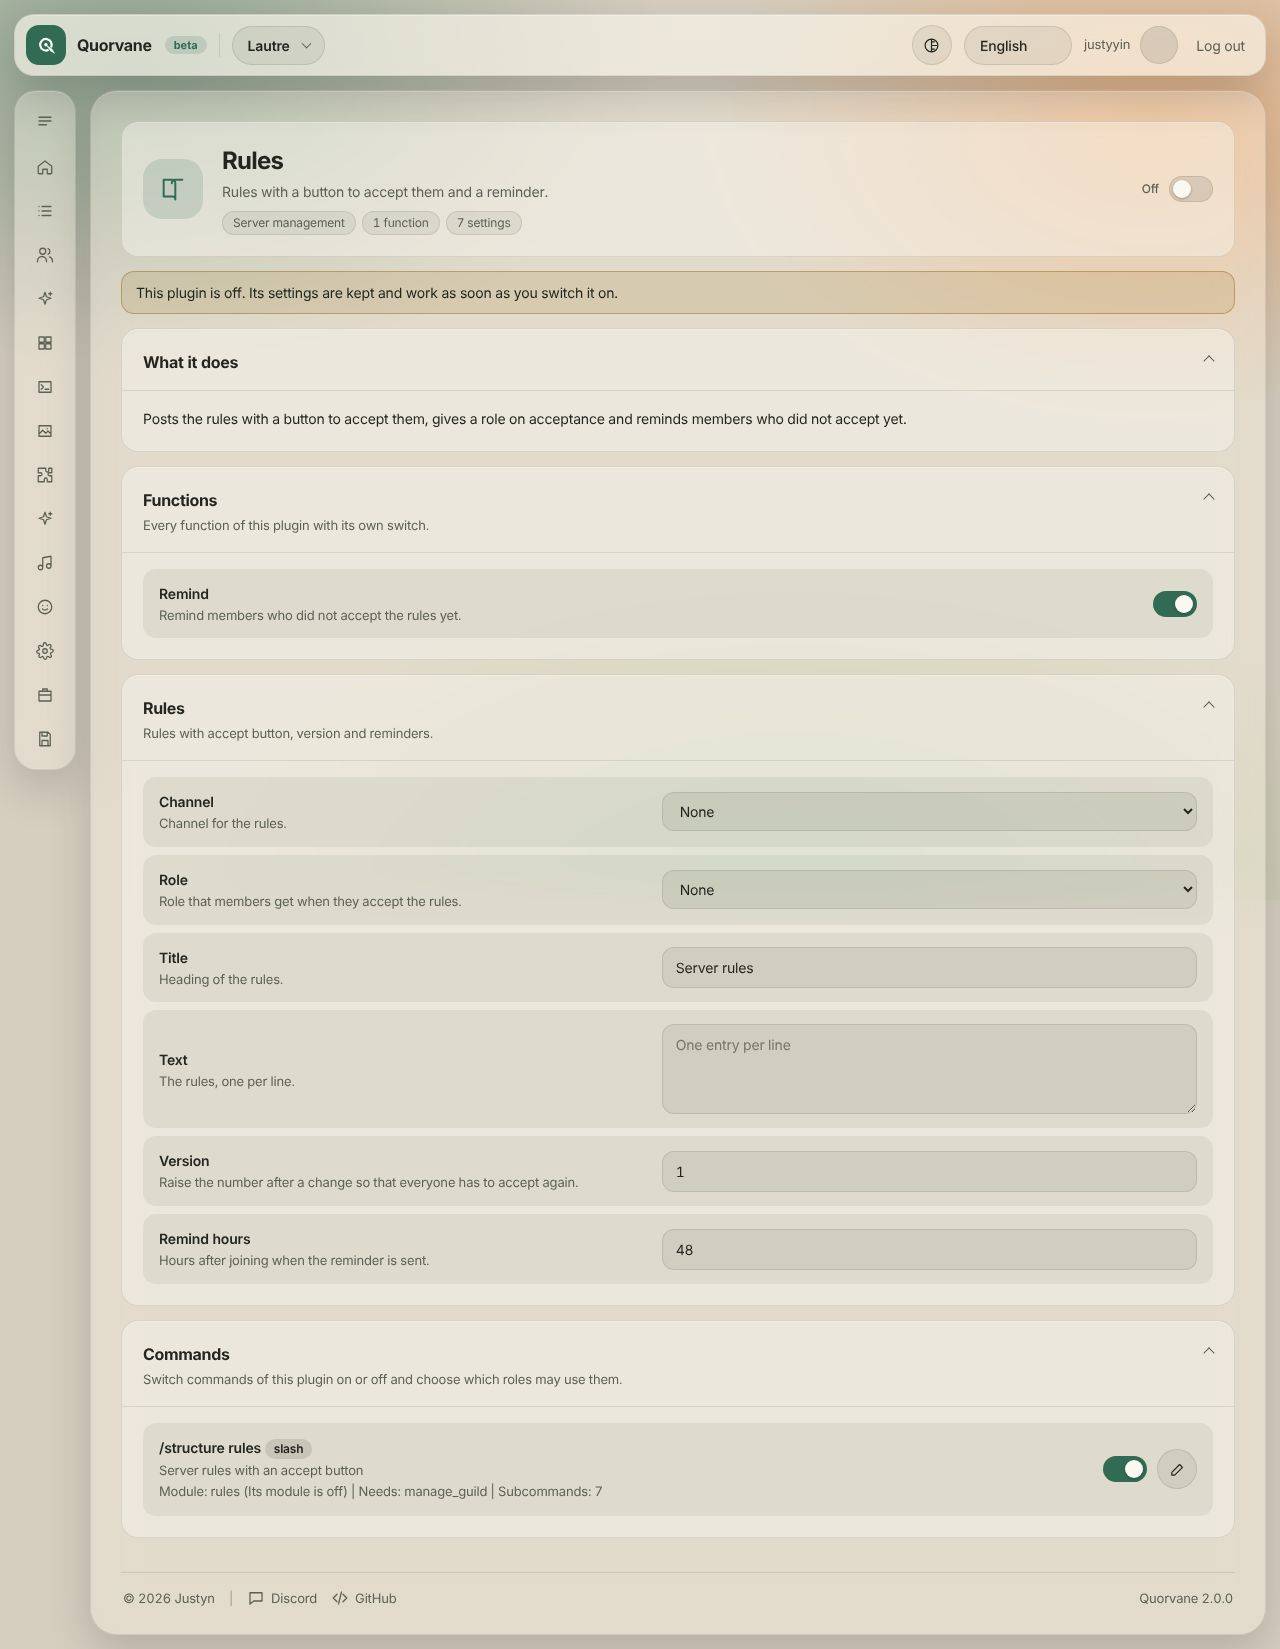 Quorvane beta Lautre English justyyin Log out
Rules
Rules with a button to accept them and a reminder.
Server management 1 function 7 settings
Off
This plugin is off. Its settings are kept and work as soon as you switch it on.
What it does
Posts the rules with a button to accept them, gives a role on acceptance and reminds members who did not accept yet.
Functions
Every function of this plugin with its own switch.
Remind
Remind members who did not accept the rules yet.
Rules
Rules with accept button, version and reminders.
Channel
Channel for the rules.
None
Role
Role that members get when they accept the rules.
None
Title
Heading of the rules.
Server rules
Text
The rules, one per line.
One entry per line
Version
Raise the number after a change so that everyone has to accept again.
1
Remind hours
Hours after joining when the reminder is sent.
48
Commands
Switch commands of this plugin on or off and choose which roles may use them.
/structure rules slash
Server rules with an accept button
Module: rules (Its module is off) | Needs: manage_guild | Subcommands: 7
© 2026 Justyn | Discord GitHub Quorvane 2.0.0